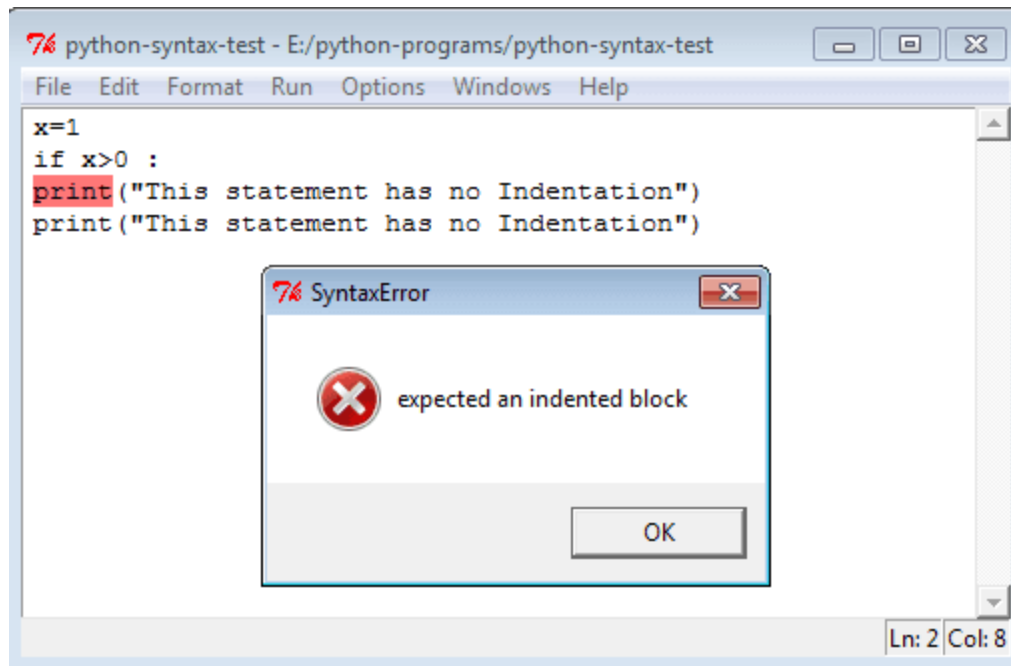 python-syntax-test - E:/python-programs/python-syntax-test
File Edit Format Run Options Windows Help
x=1
if x>0 :
print("This statement has no Indentation")
print("This statement has no Indentation")
SyntaxError
expected an indented block
OK
Ln: 2 Col: 8